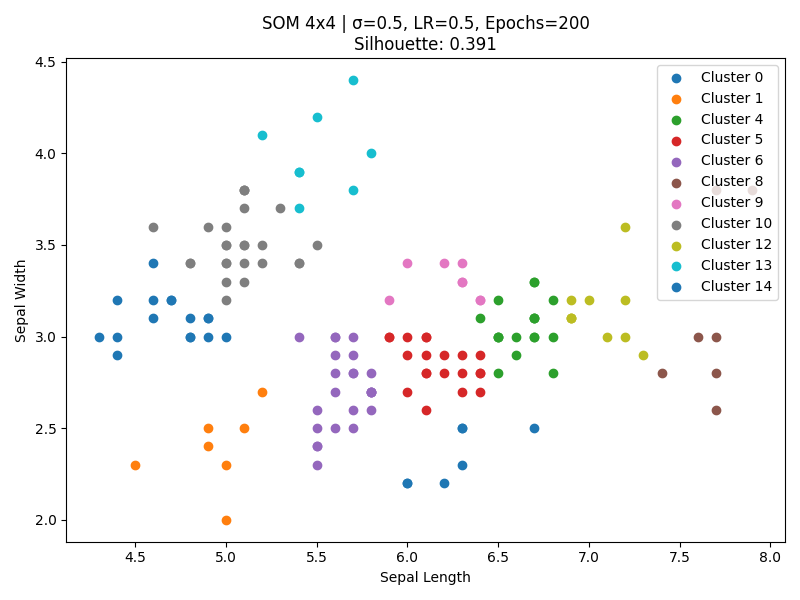 SOM 4x4 | σ=0.5, LR=0.5, Epochs=200
Silhouette: 0.391
Cluster 0
Cluster 1
Cluster 4
Cluster 5
Cluster 6
Cluster 8
Cluster 9
Cluster 10
Cluster 12
Cluster 13
Cluster 14
Sepal Width
4.5
4.0
3.5
3.0
2.5
2.0
4.5 5.0 5.5 6.0 6.5 7.0 7.5 8.0
Sepal Length